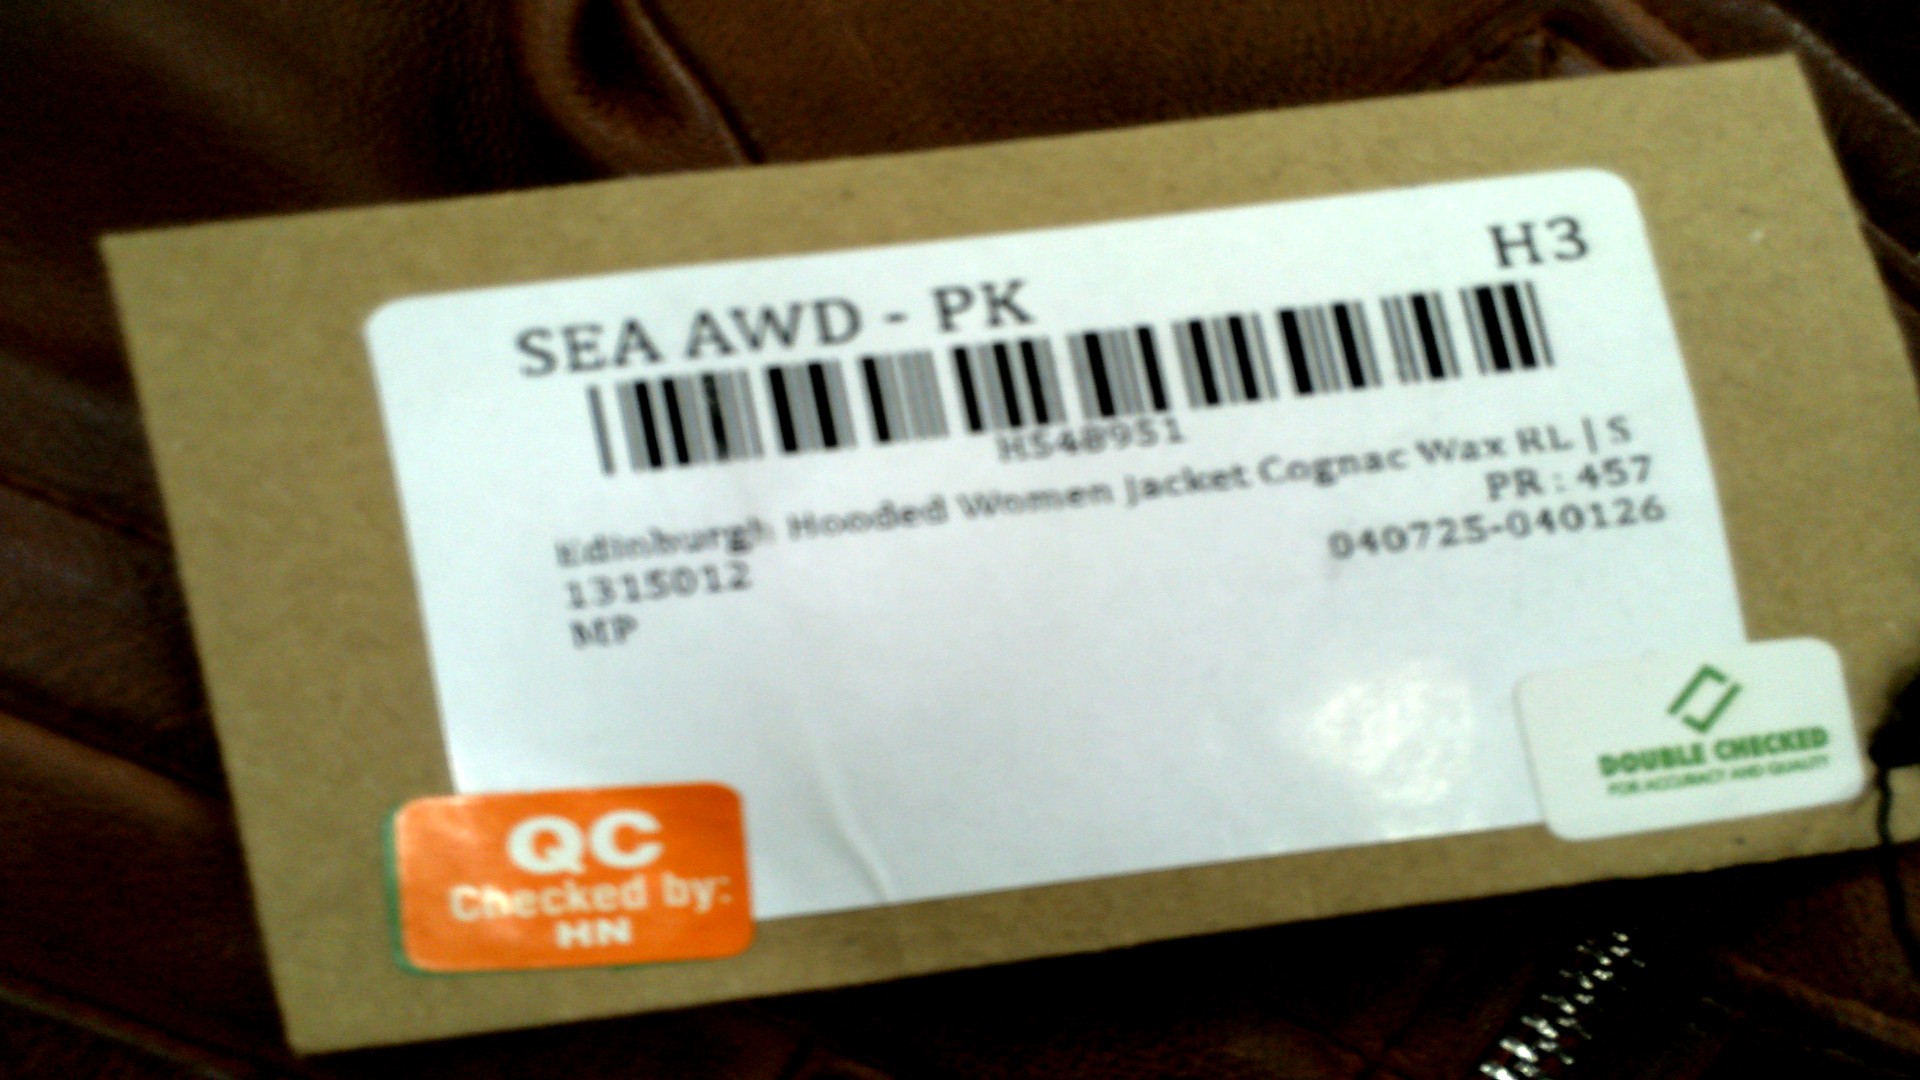 SEA AWD - PK
H3
H548951
Edinburgh Hooded Women Jacket Cognac Wax RL | S
PR : 457
1315012
040725-040126
MP
QC
Checked by:
HN
DOUBLE CHECKED
FOR ACCURACY AND QUALITY